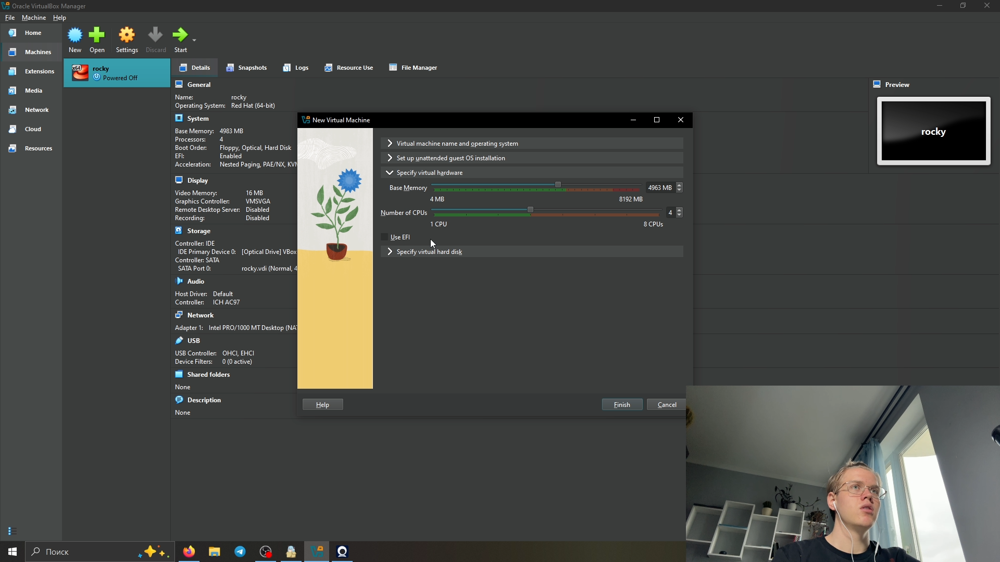 Oracle VirtualBox Manager
File Machine Help
Home
Machines
Extensions
Media
Network
Cloud
Resources
New
Open
Settings
Discard
Start
x64
rocky
Powered Off
Details
Snapshots
Logs
Resource Use
File Manager
General
Name: rocky
Operating System: Red Hat (64-bit)
System
Base Memory: 4983 MB
Processors: 4
Boot Order: Floppy, Optical, Hard Disk
EFI: Enabled
Acceleration: Nested Paging, PAE/NX, KVM
Display
Video Memory: 16 MB
Graphics Controller: VMSVGA
Remote Desktop Server: Disabled
Recording: Disabled
Storage
Controller: IDE
IDE Primary Device 0: [Optical Drive] VBox
Controller: SATA
SATA Port 0: rocky.vdi (Normal, 4
Audio
Host Driver: Default
Controller: ICH AC97
Network
Adapter 1: Intel PRO/1000 MT Desktop (NAT
USB
USB Controller: OHCI, EHCI
Device Filters: 0 (0 active)
Shared folders
None
Description
None
Preview
rocky
New Virtual Machine
Virtual machine name and operating system
Set up unattended guest OS installation
Specify virtual hardware
Base Memory 4963 MB
4 MB 8192 MB
Number of CPUs 4
1 CPU 8 CPUs
Use EFI
Specify virtual hard disk
Help
Finish
Cancel
Поиск